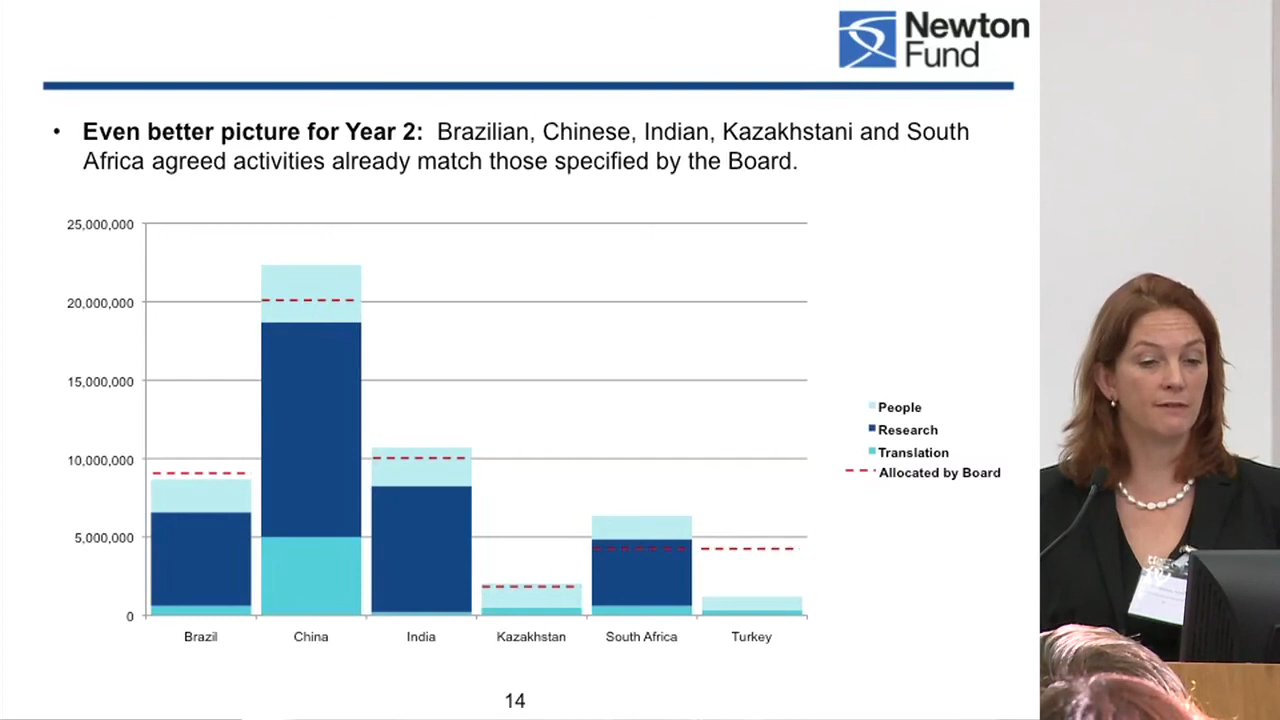 Newton
Fund
• Even better picture for Year 2: Brazilian, Chinese, Indian, Kazakhstani and South
Africa agreed activities already match those specified by the Board.
25,000,000
20,000,000
15,000,000
10,000,000
5,000,000
0
Brazil China India Kazakhstan South Africa Turkey
People
Research
Translation
Allocated by Board
14